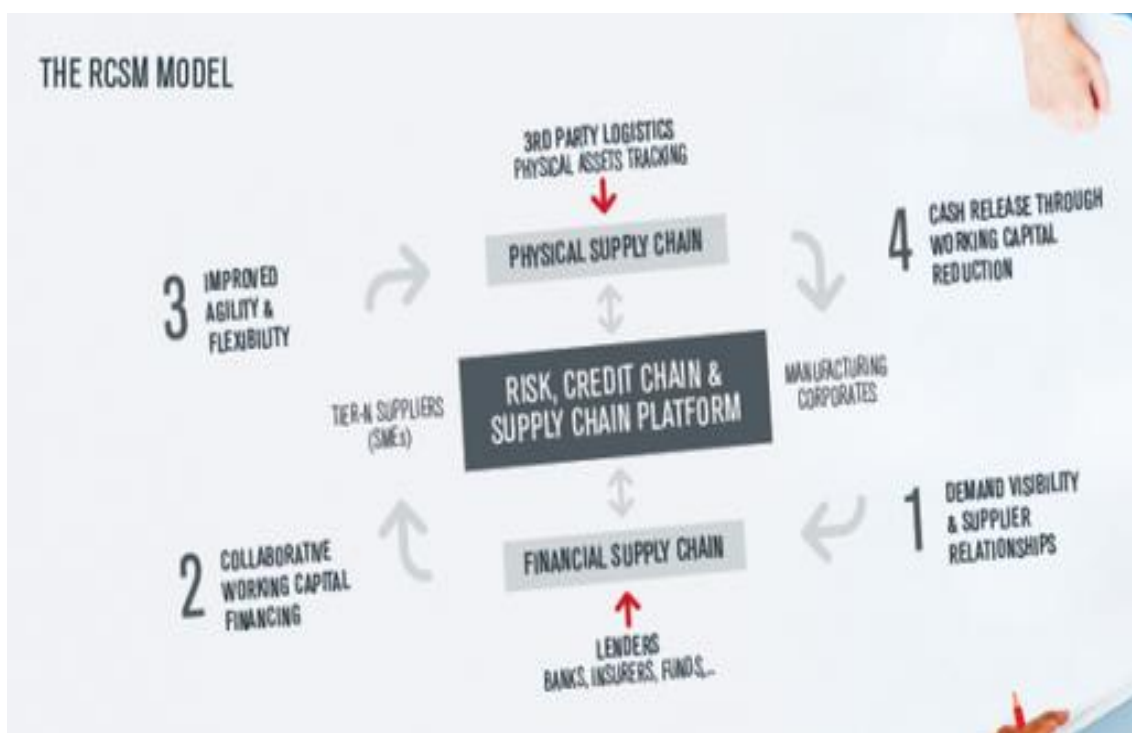 THE RCSM MODEL
3RD PARTY LOGISTICS
PHYSICAL ASSETS TRACKING
PHYSICAL SUPPLY CHAIN
4
CASH RELEASE THROUGH
WORKING CAPITAL
REDUCTION
3
IMPROVED
AGILITY &
FLEXIBILITY
TIER-N SUPPLIERS
(SMEs)
RISK, CREDIT CHAIN &
SUPPLY CHAIN PLATFORM
MANUFACTURING
CORPORATES
2
COLLABORATIVE
WORKING CAPITAL
FINANCING
FINANCIAL SUPPLY CHAIN
1
DEMAND VISIBILITY
& SUPPLIER
RELATIONSHIPS
LENDERS
BANKS, INSURERS, FUNDS,...